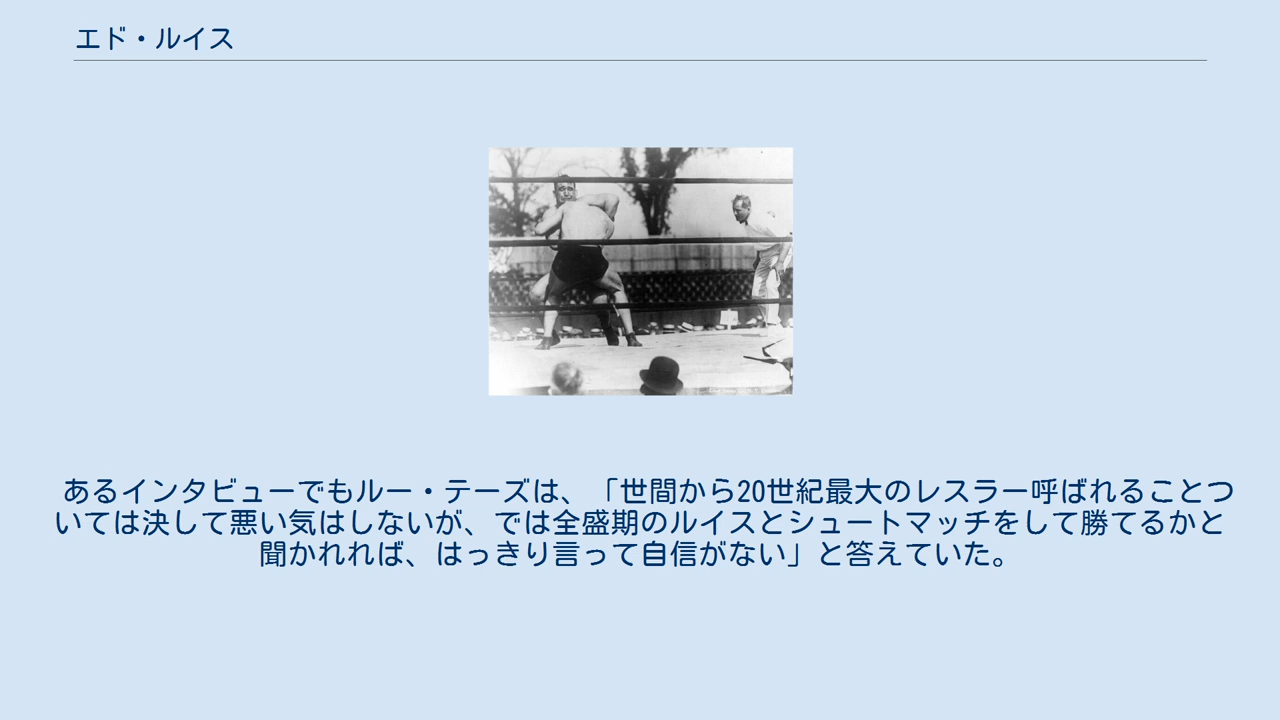 エド・ルイス
あるインタビューでもルー・テーズは、「世間から20世紀最大のレスラー呼ばれることつ
いては決して悪い気はしないが、では全盛期のルイスとシュートマッチをして勝てるかと
聞かれれば、はっきり言って自信がない」と答えていた。